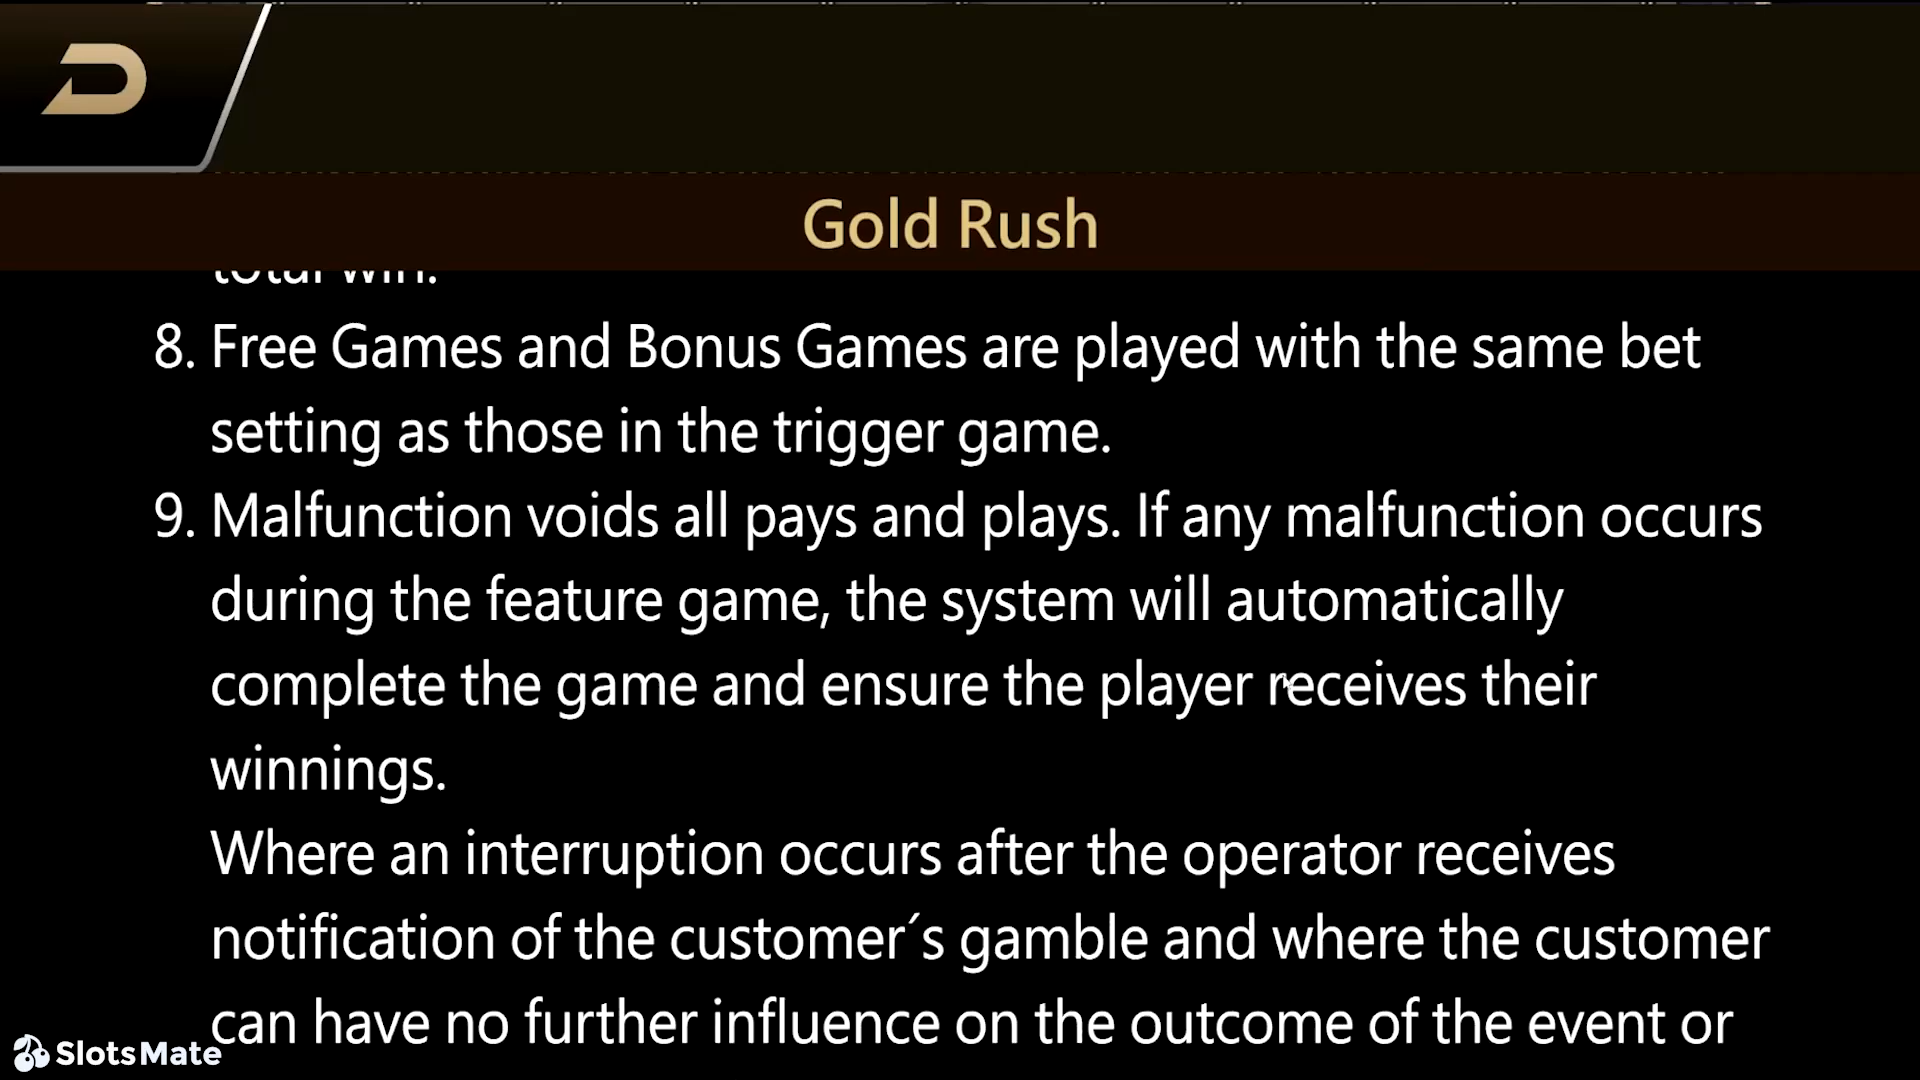 Gold Rush
total win.
8. Free Games and Bonus Games are played with the same bet
setting as those in the trigger game.
9. Malfunction voids all pays and plays. If any malfunction occurs
during the feature game, the system will automatically
complete the game and ensure the player receives their
winnings.
Where an interruption occurs after the operator receives
notification of the customer´s gamble and where the customer
can have no further influence on the outcome of the event or
SlotsMate